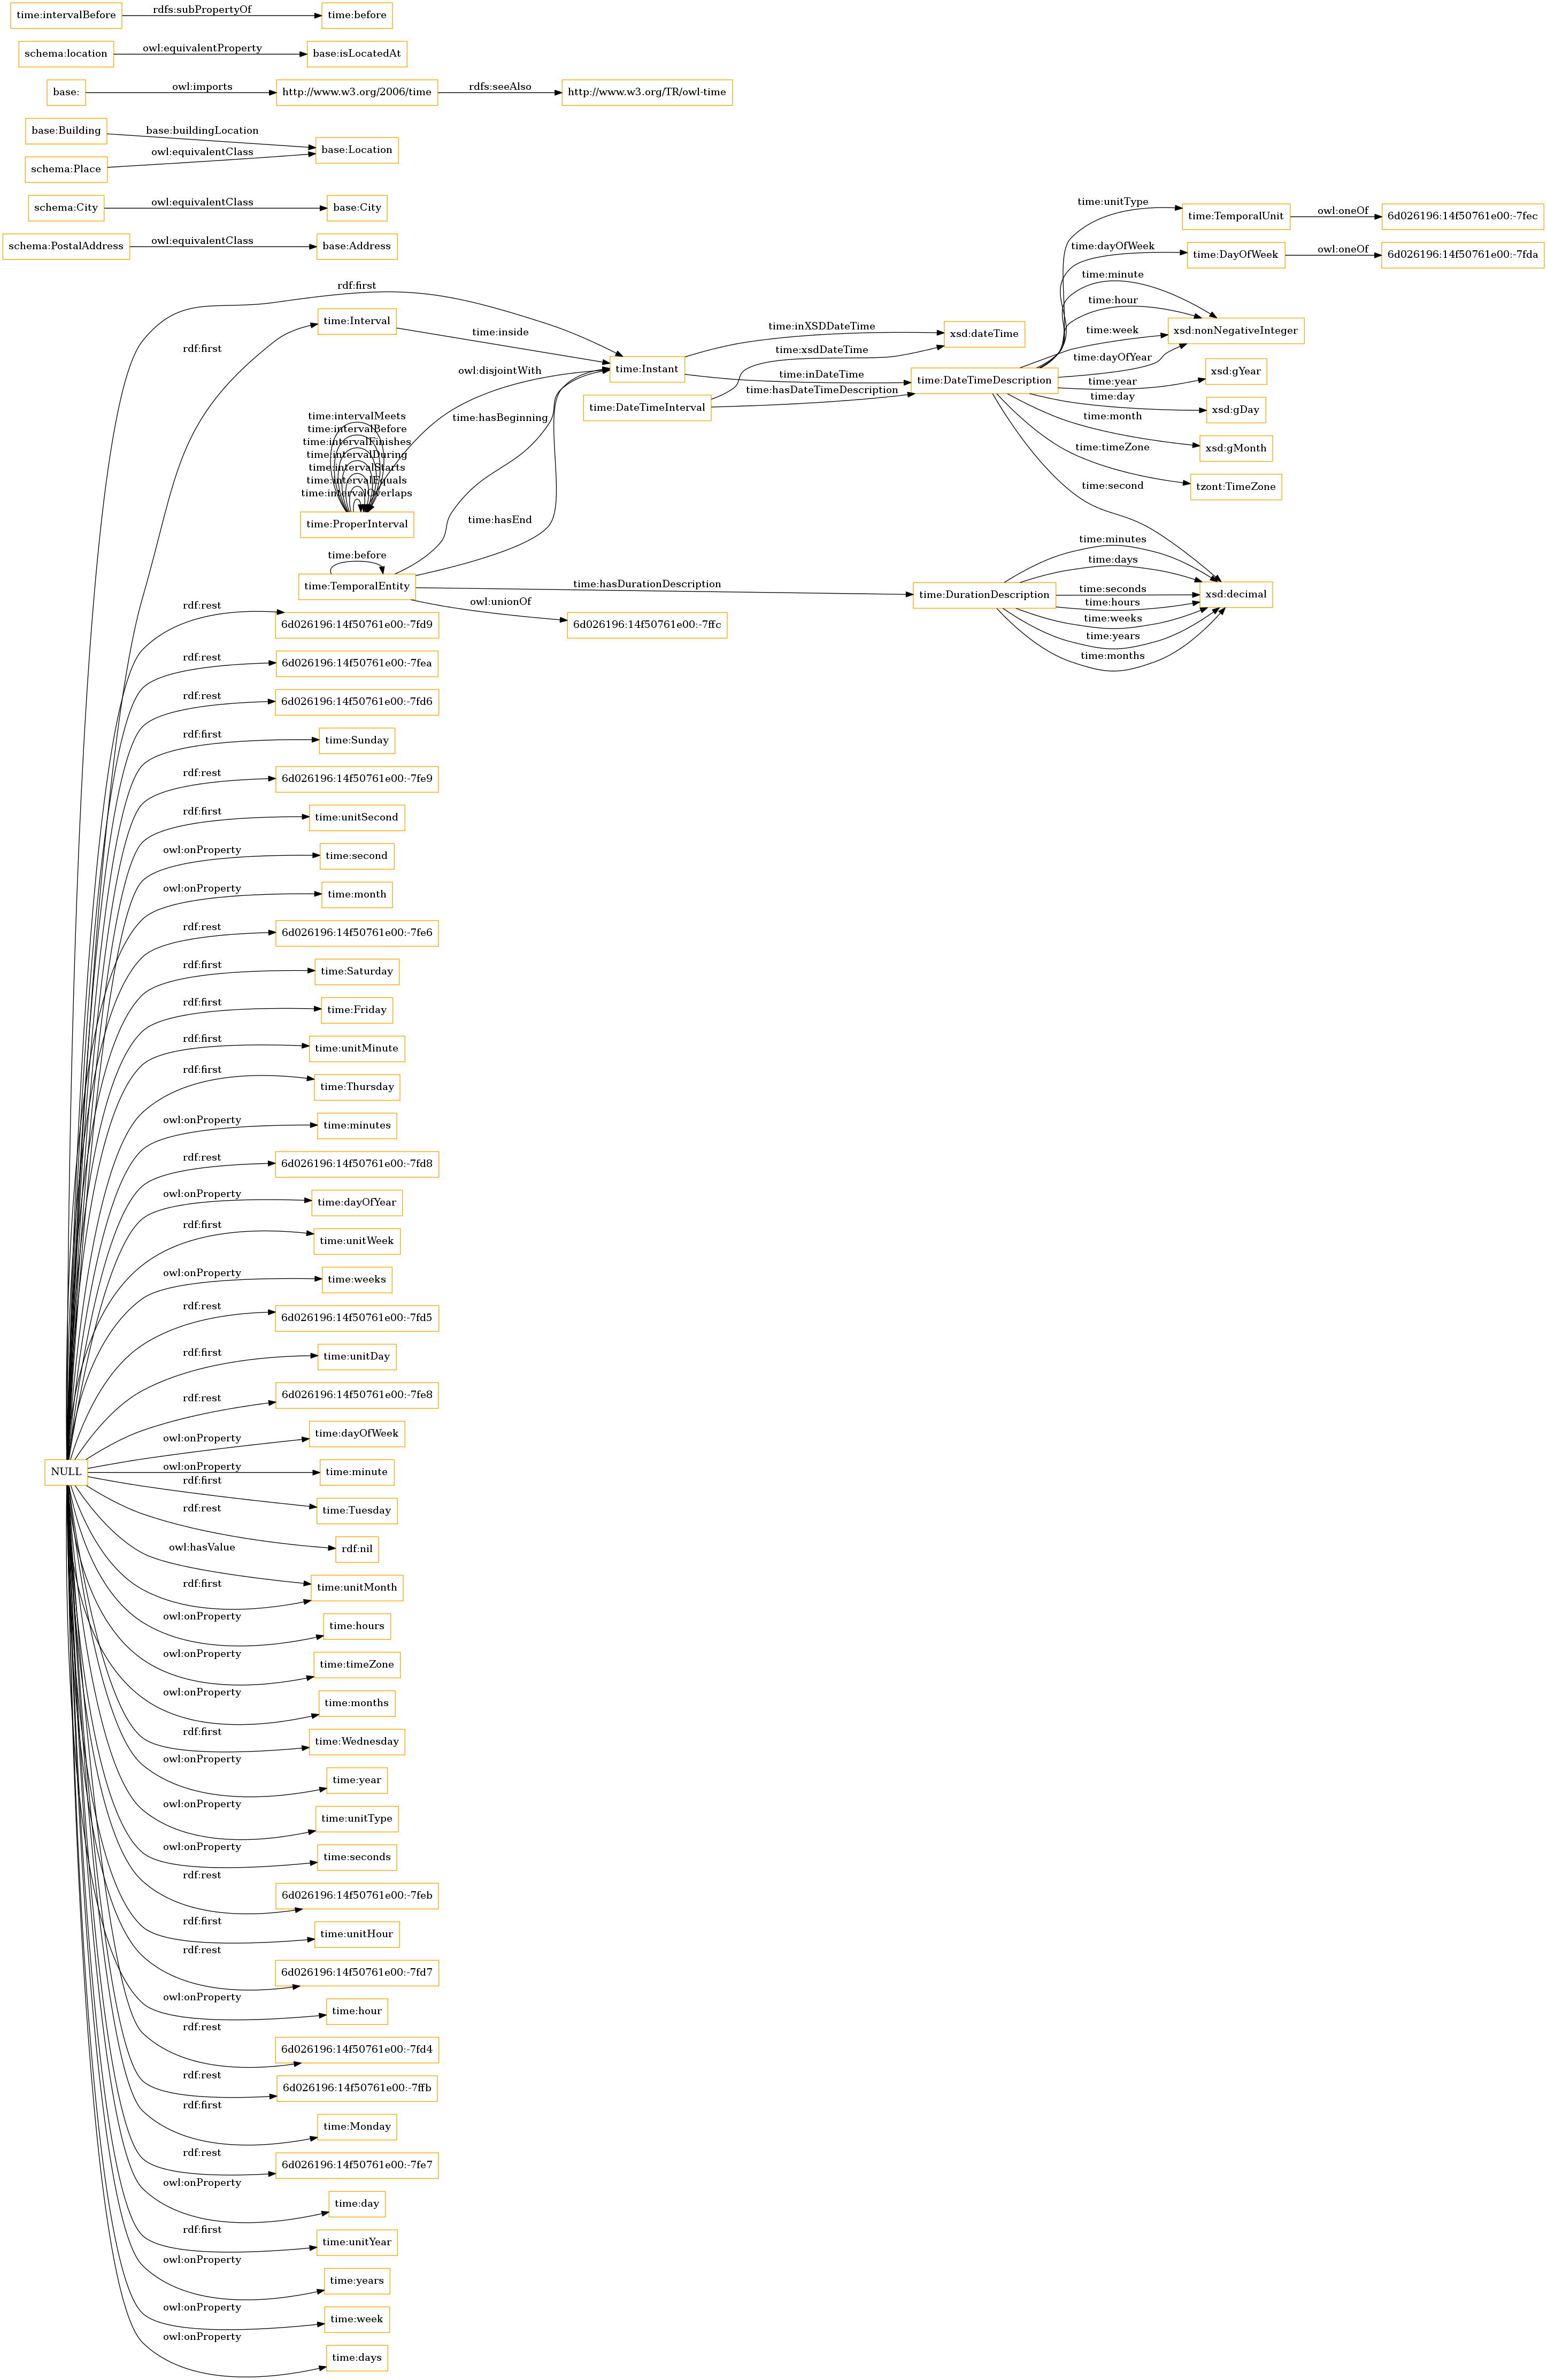 time:intervalBefore rdfs:subPropertyOf time:before
schema:location owl:equivalentProperty base:isLocatedAt
base: owl:imports http://www.w3.org/2006/time rdfs:seeAlso http://www.w3.org/TR/owl-time
base:Building base:buildingLocation
base:Location
schema:Place owl:equivalentClass
schema:City owl:equivalentClass base:City
schema:PostalAddress owl:equivalentClass base:Address
time:unitType time:TemporalUnit owl:oneOf 6d026196:14f50761e00:-7fec
time:dayOfWeek time:DayOfWeek owl:oneOf 6d026196:14f50761e00:-7fda
time:minute
time:hour
time:week
time:dayOfYear
xsd:nonNegativeInteger
time:year xsd:gYear
time:day xsd:gDay
time:month xsd:gMonth
time:timeZone tzont:TimeZone
time:second
rdf:first
rdf:first time:Interval time:inside
time:Instant
time:inXSDDateTime xsd:dateTime
time:xsdDateTime
time:inDateTime time:DateTimeDescription
time:DateTimeInterval time:hasDateTimeDescription
owl:disjointWith
time:hasBeginning
time:intervalMeets
time:intervalBefore
time:intervalFinishes
time:intervalDuring
time:intervalStarts
time:intervalEquals
time:intervalOverlaps
time:ProperInterval
time:hasEnd
time:before
time:TemporalEntity time:hasDurationDescription time:DurationDescription
owl:unionOf 6d026196:14f50761e00:-7ffc
time:minutes
time:days
time:seconds
time:hours
time:weeks
time:years
time:months
xsd:decimal
rdf:rest 6d026196:14f50761e00:-7fd9
rdf:rest 6d026196:14f50761e00:-7fea
rdf:rest 6d026196:14f50761e00:-7fd6
rdf:first time:Sunday
rdf:rest 6d026196:14f50761e00:-7fe9
rdf:first time:unitSecond
owl:onProperty time:second
owl:onProperty time:month
rdf:rest 6d026196:14f50761e00:-7fe6
rdf:first time:Saturday
rdf:first time:Friday
rdf:first time:unitMinute
rdf:first time:Thursday
owl:onProperty time:minutes
rdf:rest 6d026196:14f50761e00:-7fd8
owl:onProperty time:dayOfYear
rdf:first time:unitWeek
owl:onProperty time:weeks
rdf:rest 6d026196:14f50761e00:-7fd5
rdf:first time:unitDay
rdf:rest 6d026196:14f50761e00:-7fe8
owl:onProperty time:dayOfWeek
NULL owl:onProperty time:minute
rdf:first time:Tuesday
rdf:rest rdf:nil
owl:hasValue
rdf:first time:unitMonth
owl:onProperty time:hours
owl:onProperty time:timeZone
owl:onProperty time:months
rdf:first time:Wednesday
owl:onProperty time:year
owl:onProperty time:unitType
owl:onProperty time:seconds
rdf:rest 6d026196:14f50761e00:-7feb
rdf:first time:unitHour
rdf:rest 6d026196:14f50761e00:-7fd7
owl:onProperty time:hour
rdf:rest 6d026196:14f50761e00:-7fd4
rdf:rest 6d026196:14f50761e00:-7ffb
rdf:first time:Monday
rdf:rest 6d026196:14f50761e00:-7fe7
owl:onProperty time:day
rdf:first time:unitYear
owl:onProperty time:years
owl:onProperty time:week
owl:onProperty time:days